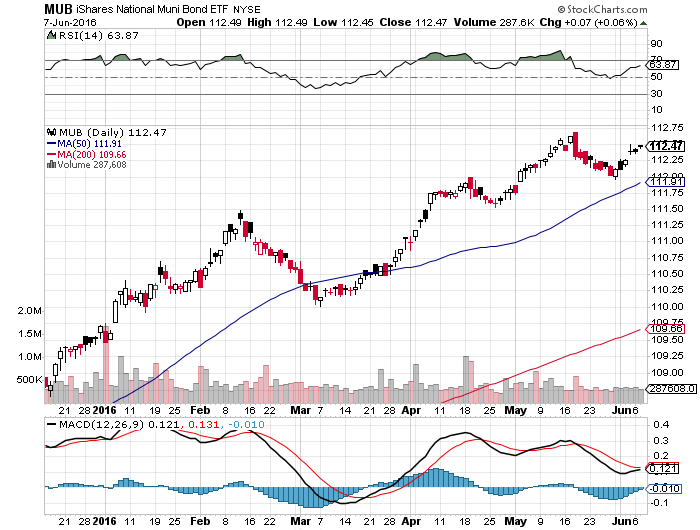 MUB iShares National Muni Bond ETF NYSE © StockCharts.com
7-Jun-2016 Open 112.49 High 112.49 Low 112.45 Close 112.47 Volume 287.6K Chg +0.07 (+0.06%)
RSI(14) 63.87
90
70
63.87
50
30
10
MUB (Daily) 112.47
MA(50) 111.91
MA(200) 109.66
Volume 287,608
112.75
112.47
112.25
112.00
111.91
111.75
111.50
111.25
111.00
110.75
110.50
110.25
110.00
109.75
109.66
109.50
109.25
109.00
287608.0
2.0M
1.5M
1.0M
500K
21 28 2016 11 19 25 Feb 8 16 22 Mar 7 14 21 28 Apr 11 18 25 May 9 16 23 Jun 6
MACD(12,26,9) 0.121, 0.131, -0.010
0.4
0.3
0.2
0.121
-0.010
-0.1
21 28 2016 11 19 25 Feb 8 16 22 Mar 7 14 21 28 Apr 11 18 25 May 9 16 23 Jun 6